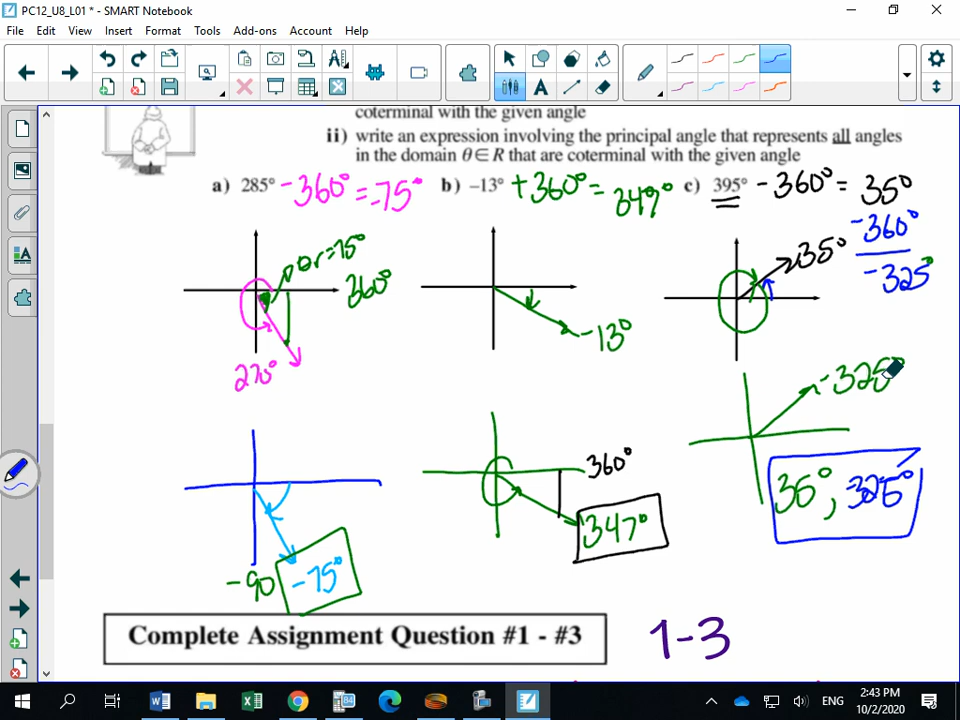 PC12_U8_L01 * - SMART Notebook
File Edit View Insert Format Tools Add-ons Account Help
coterminal with the given angle
ii) write an expression involving the principal angle that represents all angles
in the domain θ∈R that are coterminal with the given angle
a) 285° -360° = -75° b) -13° +360° = 349° c) 395° - 360° = 35°
-360°
-325°
θr=75°
360°
270°
-13°
35°
-325°
-90 -75°
360°
347°
35°, -325°
Complete Assignment Question #1 - #3 1-3
2:43 PM
ENG
10/2/2020